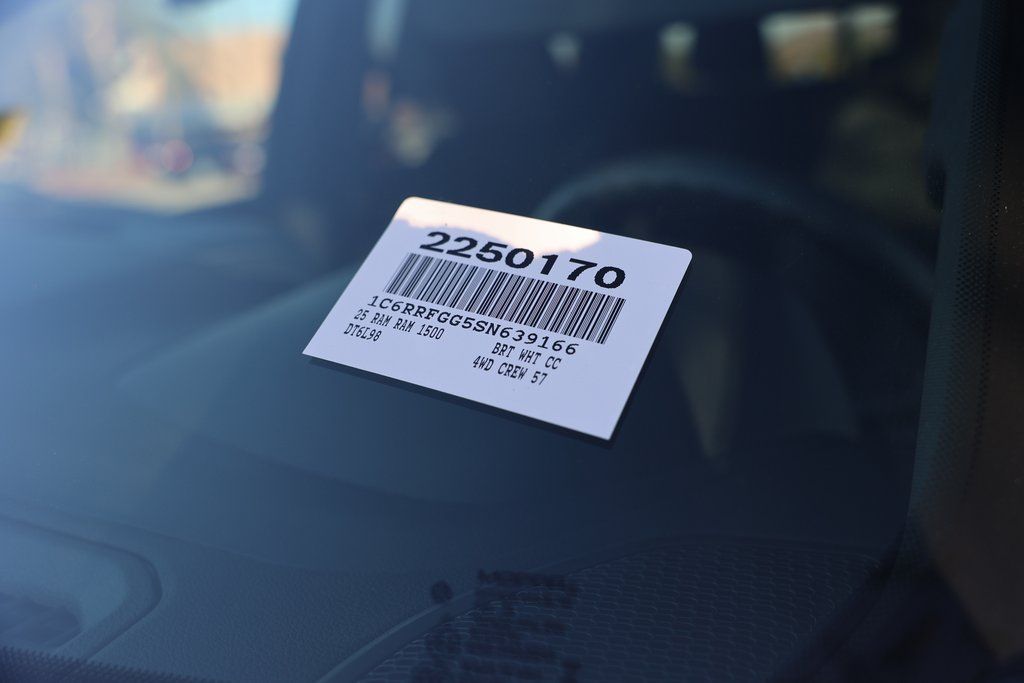 2250170
1C6RRFGG5SN639166
25 RAM RAM 1500
BRT WHT CC
DT6L98
4WD CREW 57